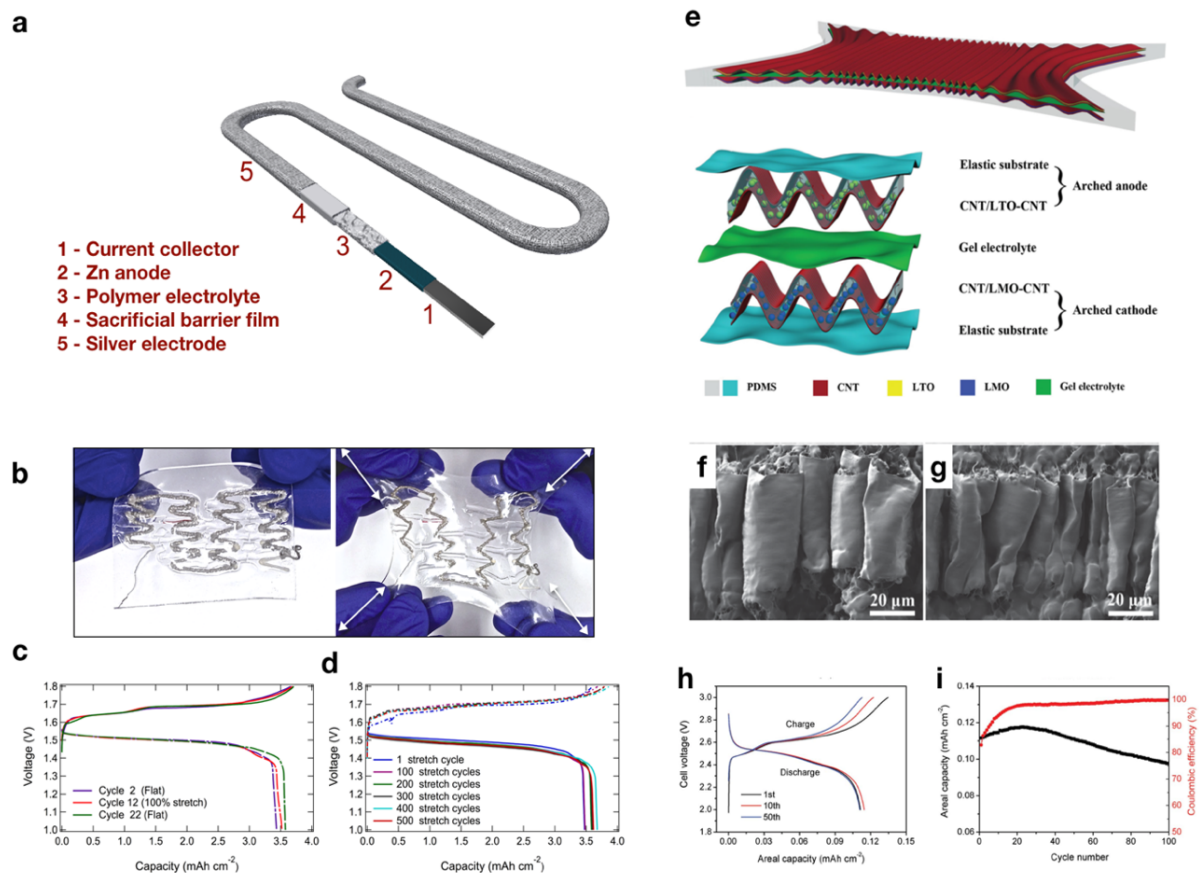 a
1 - Current collector
2 - Zn anode
3 - Polymer electrolyte
4 - Sacrificial barrier film
5 - Silver electrode
5
4
3
2
1
b
c
Voltage (V)
1.8
1.7
1.6
1.5
1.4
1.3
1.2
1.1
1.0
Cycle 2 (Flat)
Cycle 12 (100% stretch)
Cycle 22 (Flat)
0.0 0.5 1.0 1.5 2.0 2.5 3.0 3.5 4.0
Capacity (mAh cm-2)
d
Voltage (V)
1.8
1.7
1.6
1.5
1.4
1.3
1.2
1.1
1.0
1 stretch cycle
100 stretch cycles
200 stretch cycles
300 stretch cycles
400 stretch cycles
500 stretch cycles
0.0 0.5 1.0 1.5 2.0 2.5 3.0 3.5 4.0
Capacity (mAh cm-2)
e
Elastic substrate
Arched anode
CNT/LTO-CNT
Gel electrolyte
CNT/LMO-CNT
Arched cathode
Elastic substrate
PDMS CNT LTO LMO Gel electrolyte
f
20 μm
g
20 μm
h
Cell voltage (V)
3.0
2.8
2.6
2.4
2.2
2.0
1.8
Charge
Discharge
1st
10th
50th
0.00 0.03 0.06 0.09 0.12 0.15
Areal capacity (mAh cm-2)
i
Areal capacity (mAh cm-2)
0.14
0.12
0.10
0.08
0.06
Coulombic efficiency (%)
100
90
80
70
60
50
0 20 40 60 80 100
Cycle number